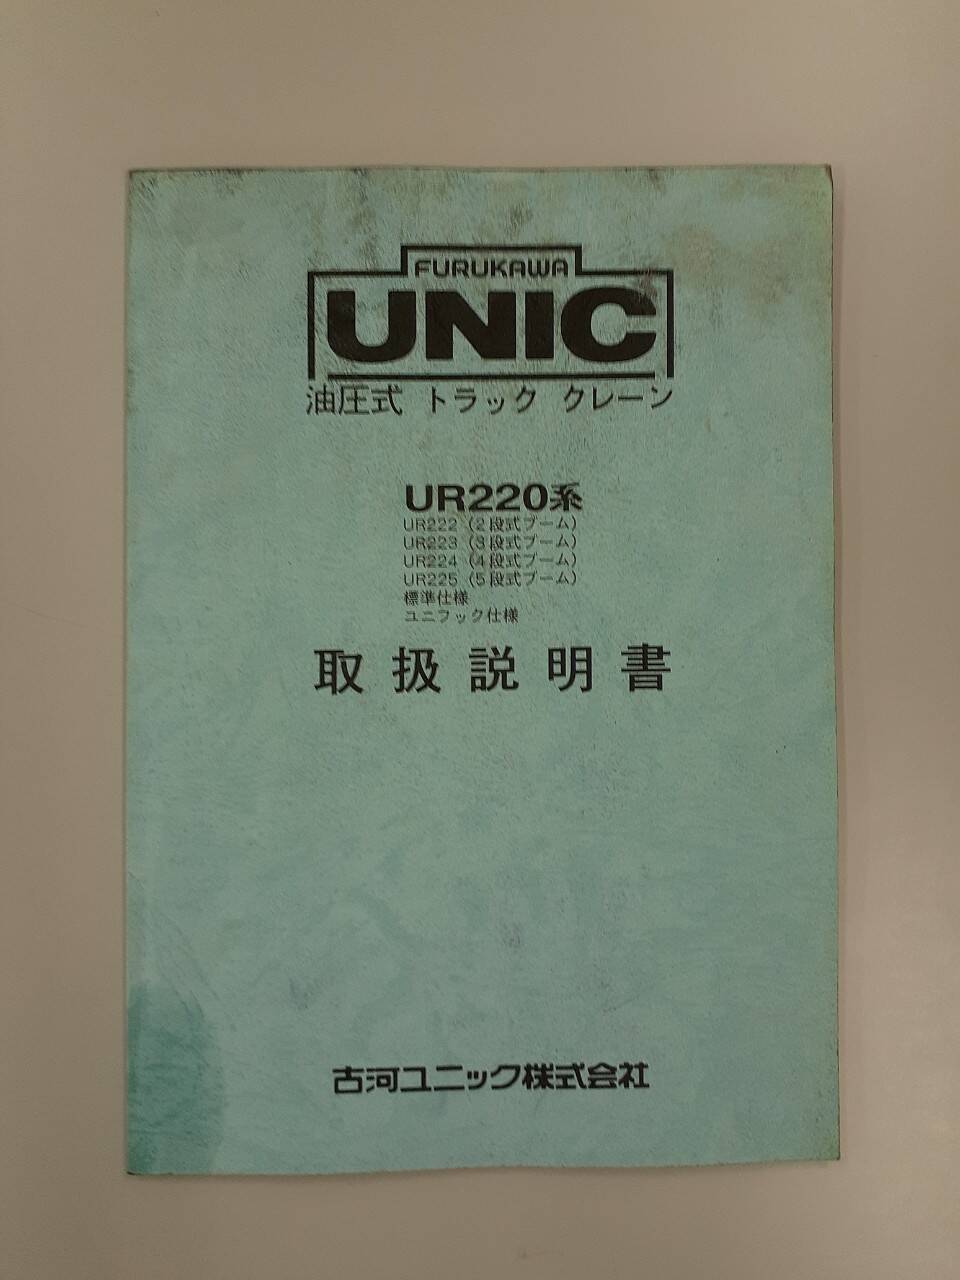 FURUKAWA
UNIC
油圧式 トラック クレーン
UR220系
UR222（2段式ブーム）
UR223（3段式ブーム）
UR224（4段式ブーム）
UR225（5段式ブーム）
標準仕様
ユニフック仕様
取扱説明書
古河ユニック株式会社